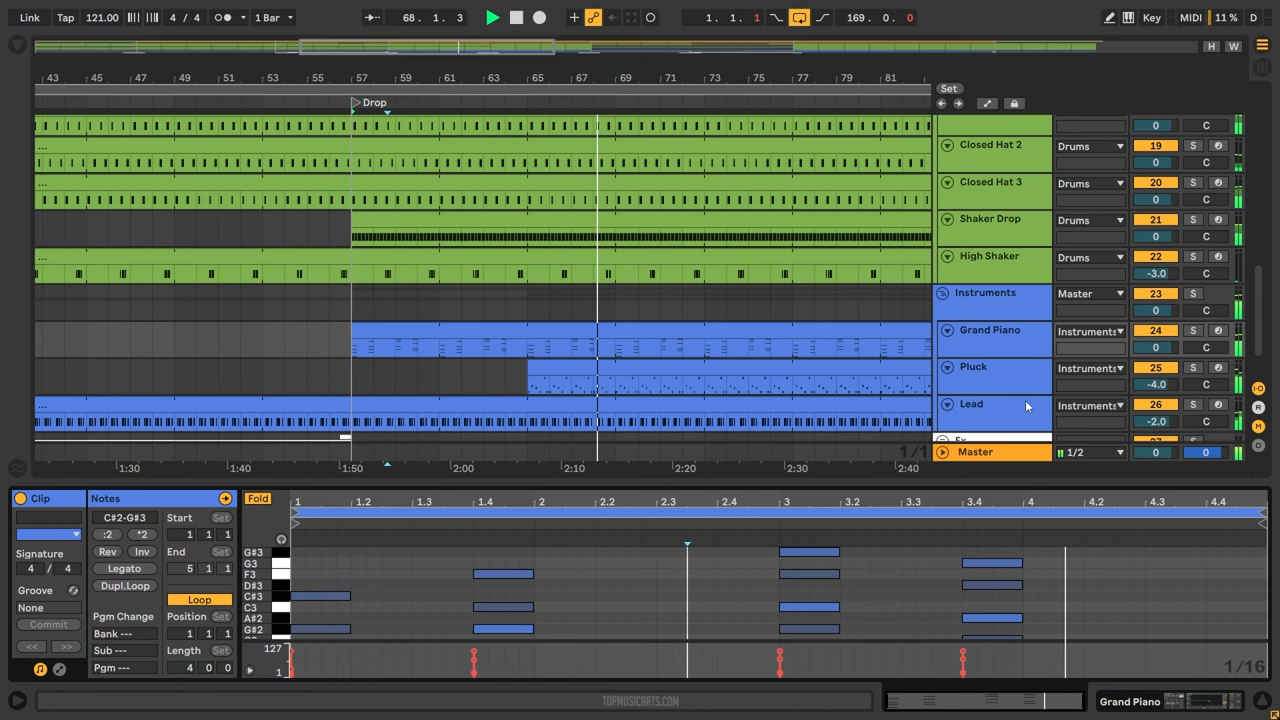 Link Tap 121.00 4 / 4 1 Bar 68. 1. 3 1. 1. 1 169. 0. 0 Key MIDI 11 % D
H W
43 45 47 49 51 53 55 57 59 61 63 65 67 69 71 73 75 77 79 81 Set
Drop
0 C
... Closed Hat 2 Drums 19 S
0 C
... Closed Hat 3 Drums 20 S
0 C
Shaker Drop Drums 21 S
0 C
... High Shaker Drums 22 S
-3.0 C
Instruments Master 23 S
0 C
Grand Piano Instruments 24 S
0 C
Pluck Instruments 25 S
-4.0 C
... Lead Instruments 26 S
-2.0 C
1/1 Master 1/2 0 0
1:30 1:40 1:50 2:00 2:10 2:20 2:30 2:40
I·O
R
M
D
Clip Notes Fold 1 1.2 1.3 1.4 2 2.2 2.3 2.4 3 3.2 3.3 3.4 4 4.2 4.3 4.4
C#2-G#3 Start Set
:2 *2 1 1 1
Signature Rev Inv End Set
4 / 4 Legato 5 1 1
Groove Dupl.Loop
None Loop
Commit Pgm Change Position Set
<< >> Bank --- 1 1 1
Sub --- Length Set
Pgm --- 4 0 0
G#3
G3
F3
D#3
C#3
C3
A#2
G#2
127
1 1/16
TOPMUSICARTS.COM Grand Piano